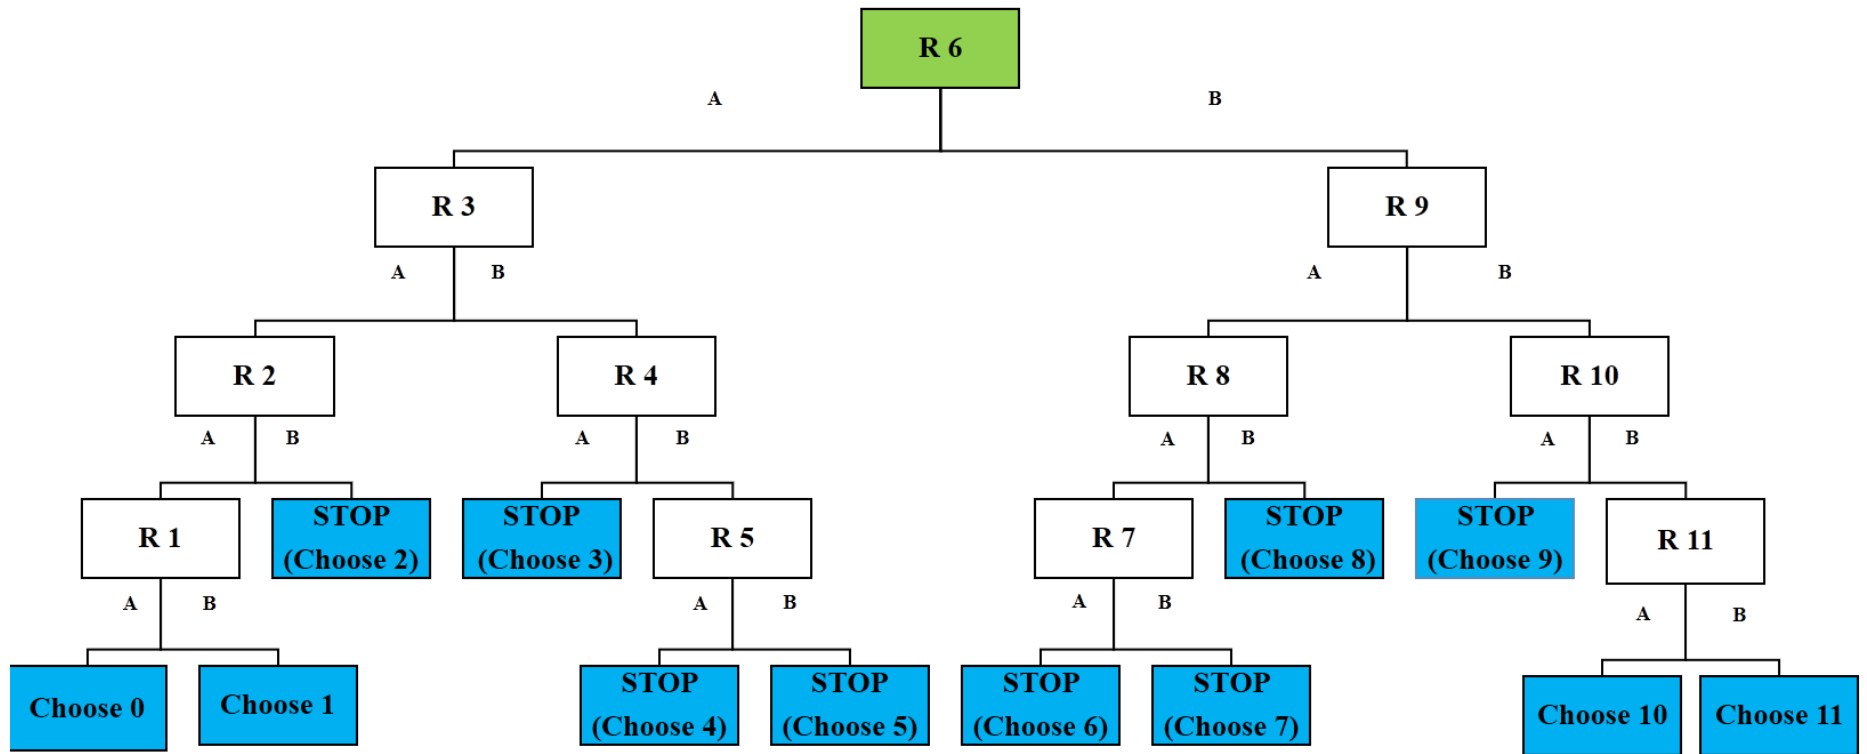 R 6
A
B
R 3
R 9
A
B
A
B
R 2
R 4
R 8
R 10
A
B
A
B
A
B
A
B
R 1
STOP
(Choose 2)
STOP
(Choose 3)
R 5
R 7
STOP
(Choose 8)
STOP
(Choose 9)
R 11
A
B
A
B
A
B
A
B
Choose 0
Choose 1
STOP
(Choose 4)
STOP
(Choose 5)
STOP
(Choose 6)
STOP
(Choose 7)
Choose 10
Choose 11